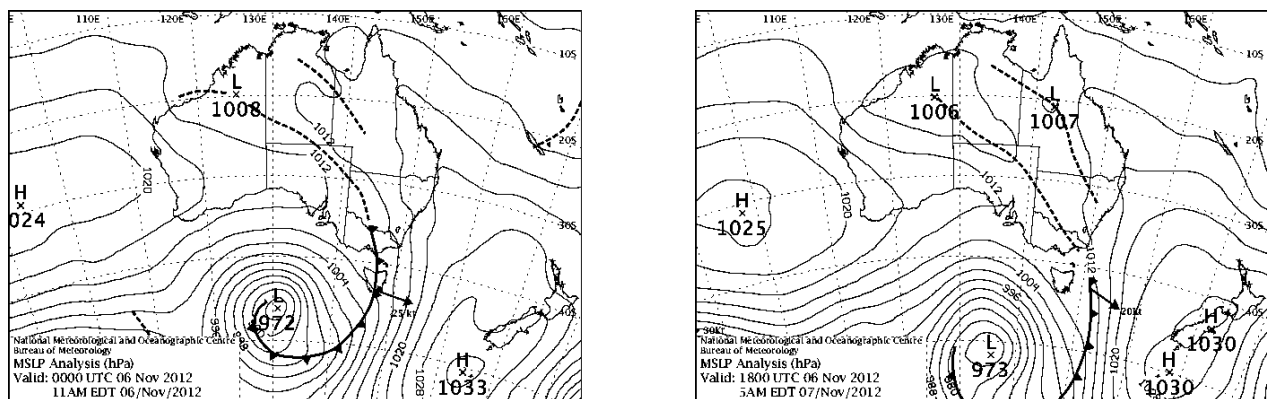 110E 120E 130E 140E 150E 160E
10S
L
1008
20S
1012
1012
1020
H
024
30S
1004
L
972
996
988
25 kt
40S
1020
1028
H
1033
National Meteorological and Oceanographic Centre
Bureau of Meteorology
MSLP Analysis (hPa)
Valid: 0000 UTC 06 Nov 2012
11AM EDT 06/Nov/2012
110E 120E 130E 140E 150E 160E
10S
L
1006
L
1007
20S
1012
1020
H
1025
30S
1012
1004
996
20kt
30kt
40S
H
1030
H
1030
L
973
988
1020
1028
National Meteorological and Oceanographic Centre
Bureau of Meteorology
MSLP Analysis (hPa)
Valid: 1800 UTC 06 Nov 2012
5AM EDT 07/Nov/2012